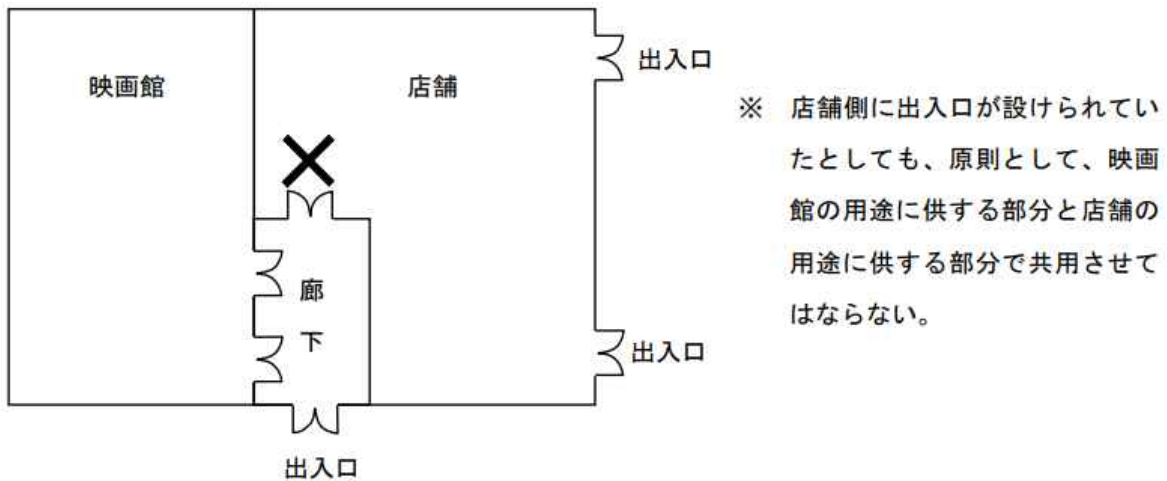 映画館
店舗
出入口
※ 店舗側に出入口が設けられてい
たとしても、原則として、映画
館の用途に供する部分と店舗の
用途に供する部分で共用させて
はならない。
廊
下
出入口
出入口